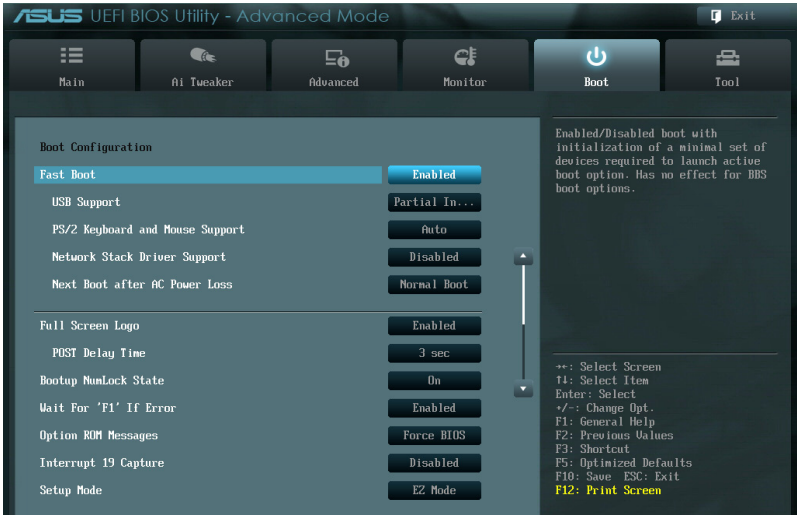 ASUS UEFI BIOS Utility - Advanced Mode
Exit
Main
Ai Tweaker
Advanced
Monitor
Boot
Tool
Boot Configuration
Fast Boot Enabled
USB Support Partial In...
PS/2 Keyboard and Mouse Support Auto
Network Stack Driver Support Disabled
Next Boot after AC Power Loss Normal Boot
Full Screen Logo Enabled
POST Delay Time 3 sec
Bootup NumLock State On
Wait For 'F1' If Error Enabled
Option ROM Messages Force BIOS
Interrupt 19 Capture Disabled
Setup Mode EZ Mode
Enabled/Disabled boot with
initialization of a minimal set of
devices required to launch active
boot option. Has no effect for BBS
boot options.
→←: Select Screen
↑↓: Select Item
Enter: Select
+/-: Change Opt.
F1: General Help
F2: Previous Values
F3: Shortcut
F5: Optimized Defaults
F10: Save ESC: Exit
F12: Print Screen